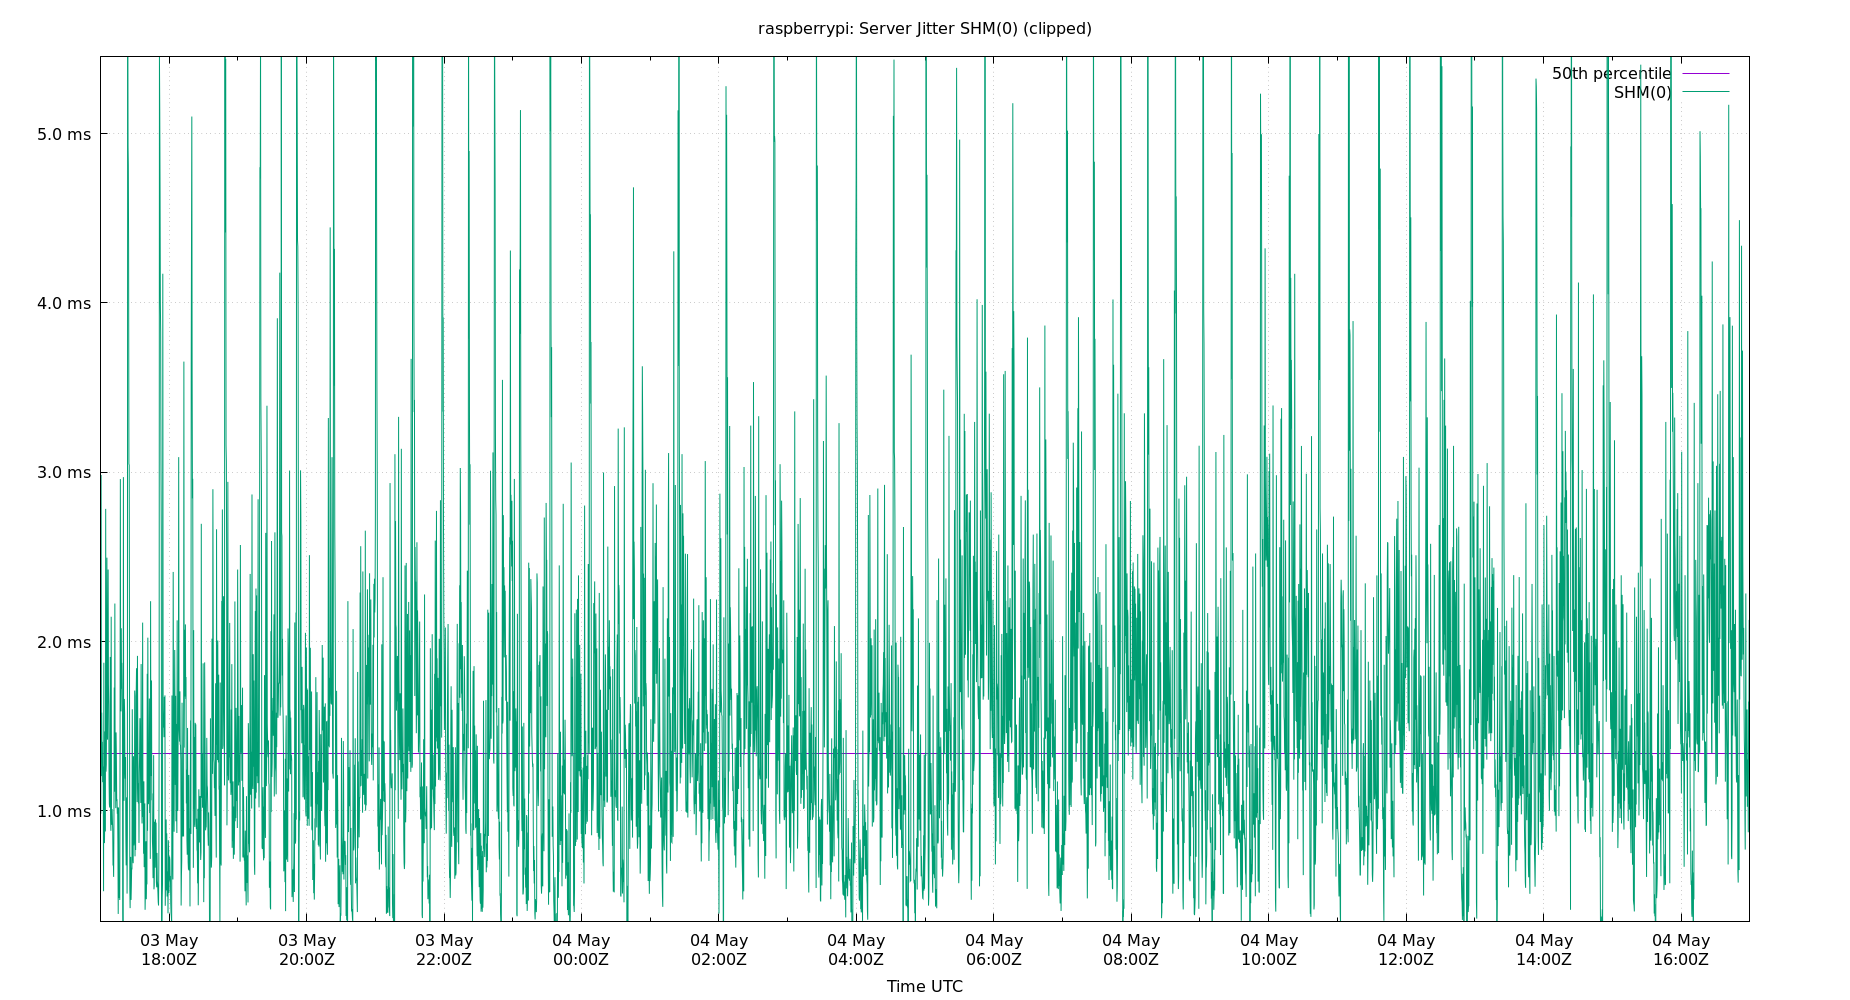 raspberrypi: Server Jitter SHM(0) (clipped)
50th percentile
SHM(0)
5.0 ms
4.0 ms
3.0 ms
2.0 ms
1.0 ms
03 May 03 May 03 May 04 May 04 May 04 May 04 May 04 May 04 May 04 May 04 May 04 May
18:00Z 20:00Z 22:00Z 00:00Z 02:00Z 04:00Z 06:00Z 08:00Z 10:00Z 12:00Z 14:00Z 16:00Z
Time UTC